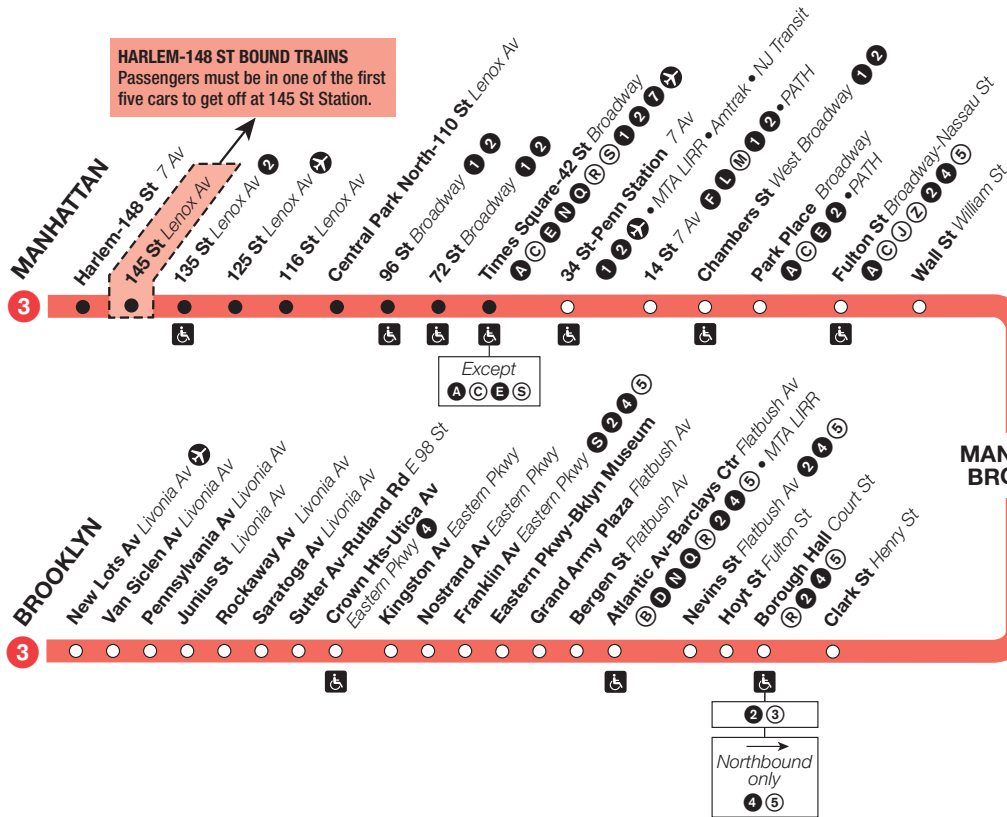 HARLEM-148 ST BOUND TRAINS
Passengers must be in one of the first
five cars to get off at 145 St Station.
MANHATTAN
3
Harlem-148 St 7 Av
145 St Lenox Av
135 St Lenox Av 2
125 St Lenox Av
116 St Lenox Av
Central Park North-110 St Lenox Av
96 St Broadway 1 2
72 St Broadway 1 2
Times Square-42 St Broadway
A C E N Q R S 1 2 7
34 St-Penn Station 7 Av
1 2 • MTA LIRR • Amtrak • NJ Transit
14 St 7 Av F L M 1 2 • PATH
Chambers St West Broadway 1 2
Park Place Broadway
A C E 2 • PATH
Fulton St Broadway-Nassau St
A C J Z 2 4 5
Wall St William St
Except
A C E S
MAN
BRO
BROOKLYN
3
New Lots Av Livonia Av
Van Siclen Av Livonia Av
Pennsylvania Av Livonia Av
Junius St Livonia Av
Rockaway Av Livonia Av
Saratoga Av Livonia Av
Sutter Av-Rutland Rd E 98 St
Crown Hts-Utica Av
Eastern Pkwy 4
Kingston Av Eastern Pkwy
Nostrand Av Eastern Pkwy
Franklin Av Eastern Pkwy S 2 4 5
Eastern Pkwy-Bklyn Museum
Grand Army Plaza Flatbush Av
Bergen St Flatbush Av
Atlantic Av-Barclays Ctr Flatbush Av
B D N Q R 2 4 5 • MTA LIRR
Nevins St Flatbush Av 2 4 5
Hoyt St Fulton St
Borough Hall Court St
R 2 4 5
Clark St Henry St
2 3
Northbound
only
4 5